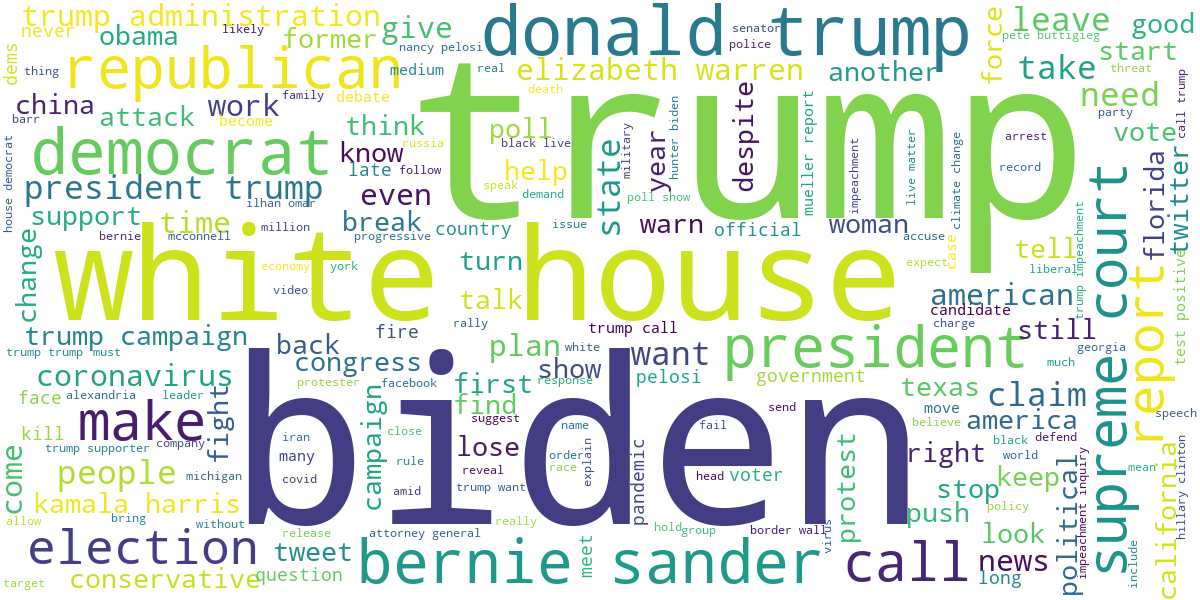 trump administration
never
likely
obama
former
give
donald trump
senator
police
force
leave
pete buttigieg
good
dems
thing
republican
nancy pelosi
medium
real
elizabeth warren
another
take
start
threat
china
barr
family
work
debate
become
attack
death
need
call trump
party
vote
house democrat
democrat
think
know
russia
late
follow
poll
black live
help
speak
demand
poll show
state
military
year
hunter biden
despite
mueller report
trump
impeachment
live matter
climate change
arrest
record
florida
twitter
president trump
ilhan omar
even
support
time
million
break
country
issue
warn
official
woman
accuse
case
tell
liberal
trump impeachment
supreme court
bernie
mcconnell
progressive
change
white house
economy
york
video
turn
talk
expect
american
candidate
charge
still
georgia
much
report
test positive
trump campaign
back
fire
rally
trump call
white
want
plan
president
trump trump must
congress
show
pelosi
government
texas
move
claim
america
believe
speech
coronavirus
protester
facebook
first
response
find
face
alexandria
leader
make
fight
biden
suggest
send
kill
iran
many
campaign
close
lose
name
fail
black
defend
trump supporter
company
rule
order
right
world
mean
come
people
michigan
covid
amid
reveal
race
explain
pandemic
head
voter
protest
stop
keep
policy
political
impeachment inquiry
california
hillary clinton
kamala harris
trump want
allow
bring
without
release
attorney general
really
hold
group
border wall
virus
push
look
election
tweet
bernie sander
meet
call
news
long
include
target
conservative
question